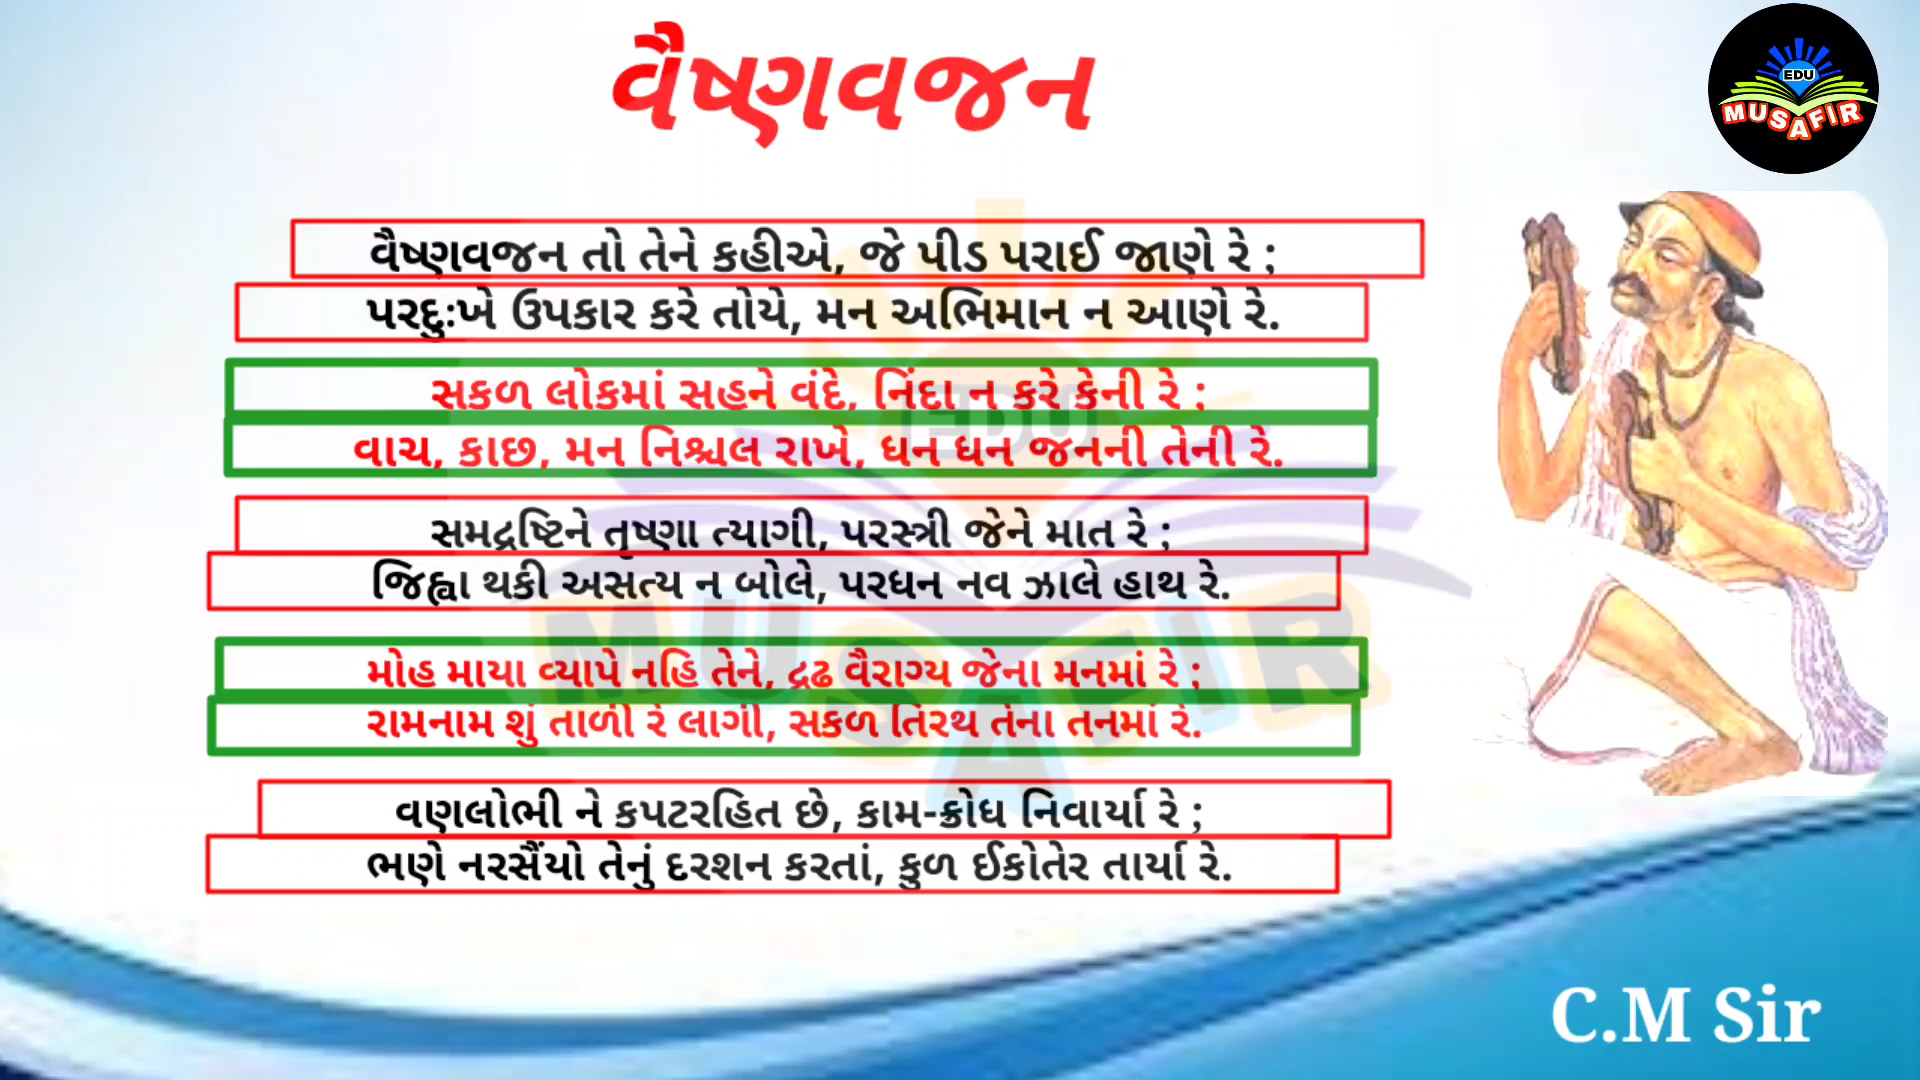 વૈષ્ણવજન
EDU
MUSAFIR
વૈષ્ણવજન તો તેને કહીએ, જે પીડ પરાઈ જાણે રે ;
પરદુઃખે ઉપકાર કરે તોયે, મન અભિમાન ન આણે રે.
સકળ લોકમાં સહુને વંદે, નિંદા ન કરે કેની રે ;
વાચ, કાછ, મન નિશ્ચલ રાખે, ધન ધન જનની તેની રે.
સમદ્રષ્ટિને તૃષ્ણા ત્યાગી, પરસ્ત્રી જેને માત રે ;
જિહ્વા થકી અસત્ય ન બોલે, પરધન નવ ઝાલે હાથ રે.
મોહ માયા વ્યાપે નહિ તેને, દ્રઢ વૈરાગ્ય જેના મનમાં રે ;
રામનામ શું તાળી રે લાગી, સકળ તિરથ તેના તનમાં રે.
વણલોભી ને કપટરહિત છે, કામ-ક્રોધ નિવાર્યા રે ;
ભણે નરસૈંયો તેનું દરશન કરતાં, કુળ ઈકોતેર તાર્યા રે.
EDU
MUSAFIR
C.M Sir